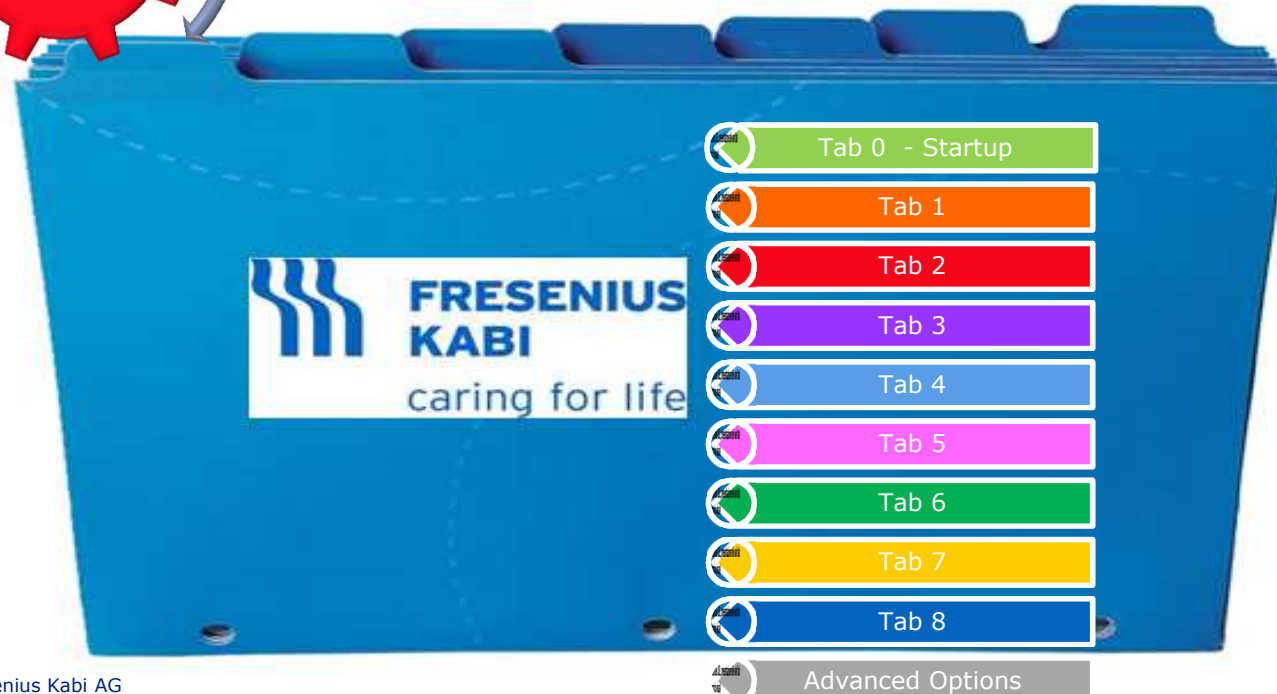 Tab 0 - Startup
Tab 1
Tab 2
FRESENIUS
KABI
caring for life
Tab 3
Tab 4
Tab 5
Tab 6
Tab 7
Tab 8
Advanced Options
enius Kabi AG